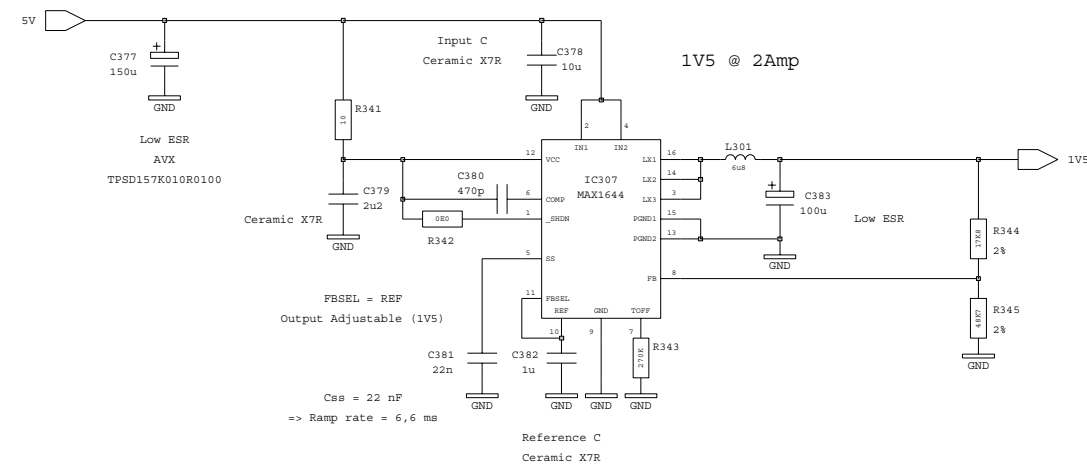 5V
C377
150u
GND
Low ESR
AVX
TPSD157K010R0100
Input C
Ceramic X7R
C378
10u
GND
1V5 @ 2Amp
R341
10
C379
2u2
Ceramic X7R
GND
C380
470p
0E0
R342
2
4
IN1
IN2
12
VCC
6
COMP
1
_SHDN
5
SS
11
FBSEL
REF
GND
TOFF
10
9
7
IC307
MAX1644
LX1
16
LX2
14
LX3
3
PGND1
15
PGND2
13
FB
8
L301
6u8
C383
100u
Low ESR
GND
1V5
R344
17K8
2%
R345
48K7
2%
GND
FBSEL = REF
Output Adjustable (1V5)
C381
22n
GND
C382
1u
GND
GND
R343
270K
GND
Css = 22 nF
=> Ramp rate = 6,6 ms
Reference C
Ceramic X7R